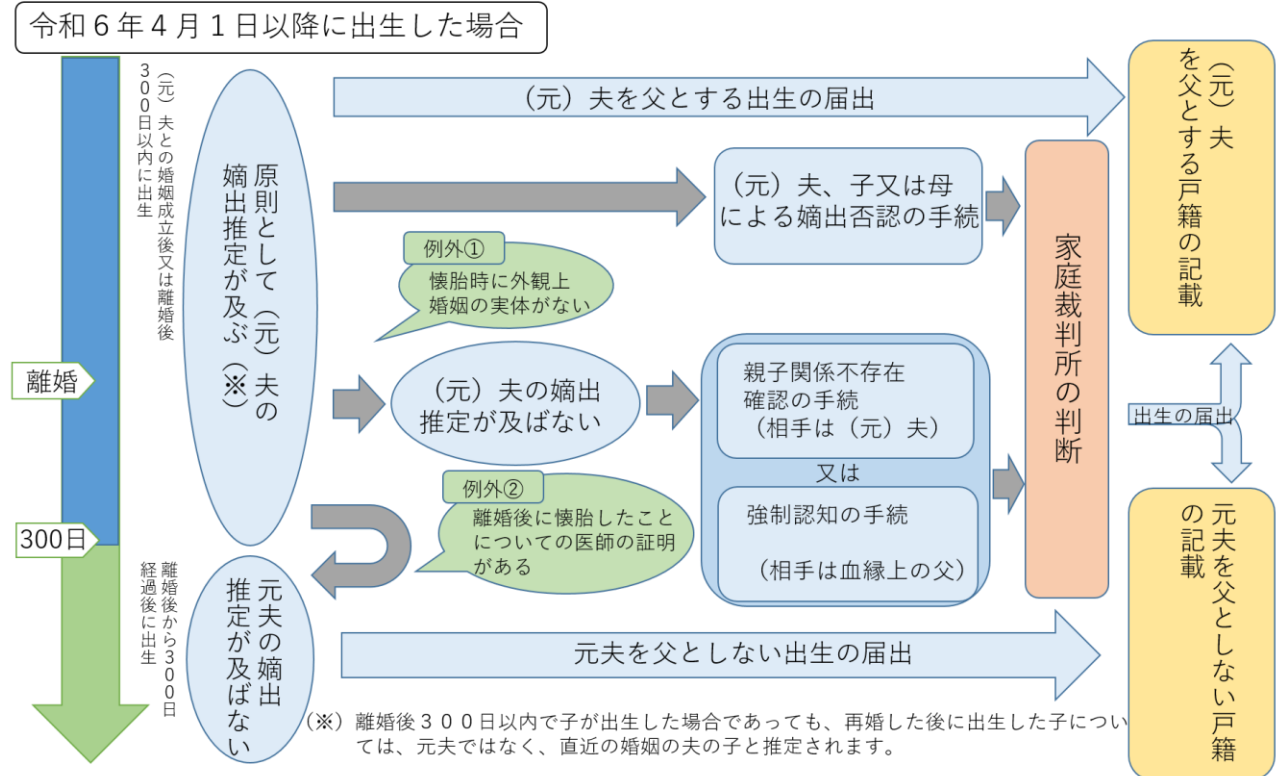 令和６年４月１日以降に出生した場合
（元）夫との婚姻成立後又は離婚後
３００日以内に出生
離婚
300日
離婚後から３００日
経過後に出生
原則として（元）夫の
嫡出推定が及ぶ（※）
元夫の嫡出
推定が及ばない
（元）夫を父とする出生の届出
（元）夫、子又は母
による嫡出否認の手続
例外①
懐胎時に外観上
婚姻の実体がない
（元）夫の嫡出
推定が及ばない
例外②
離婚後に懐胎したこと
についての医師の証明
がある
親子関係不存在
確認の手続
（相手は（元）夫）
又は
強制認知の手続
（相手は血縁上の父）
家庭裁判所の判断
出生の届出
（元）夫
を父とする戸籍の記載
元夫を父としない戸籍
の記載
元夫を父としない出生の届出
（※）離婚後３００日以内で子が出生した場合であっても、再婚した後に出生した子につい
ては、元夫ではなく、直近の婚姻の夫の子と推定されます。